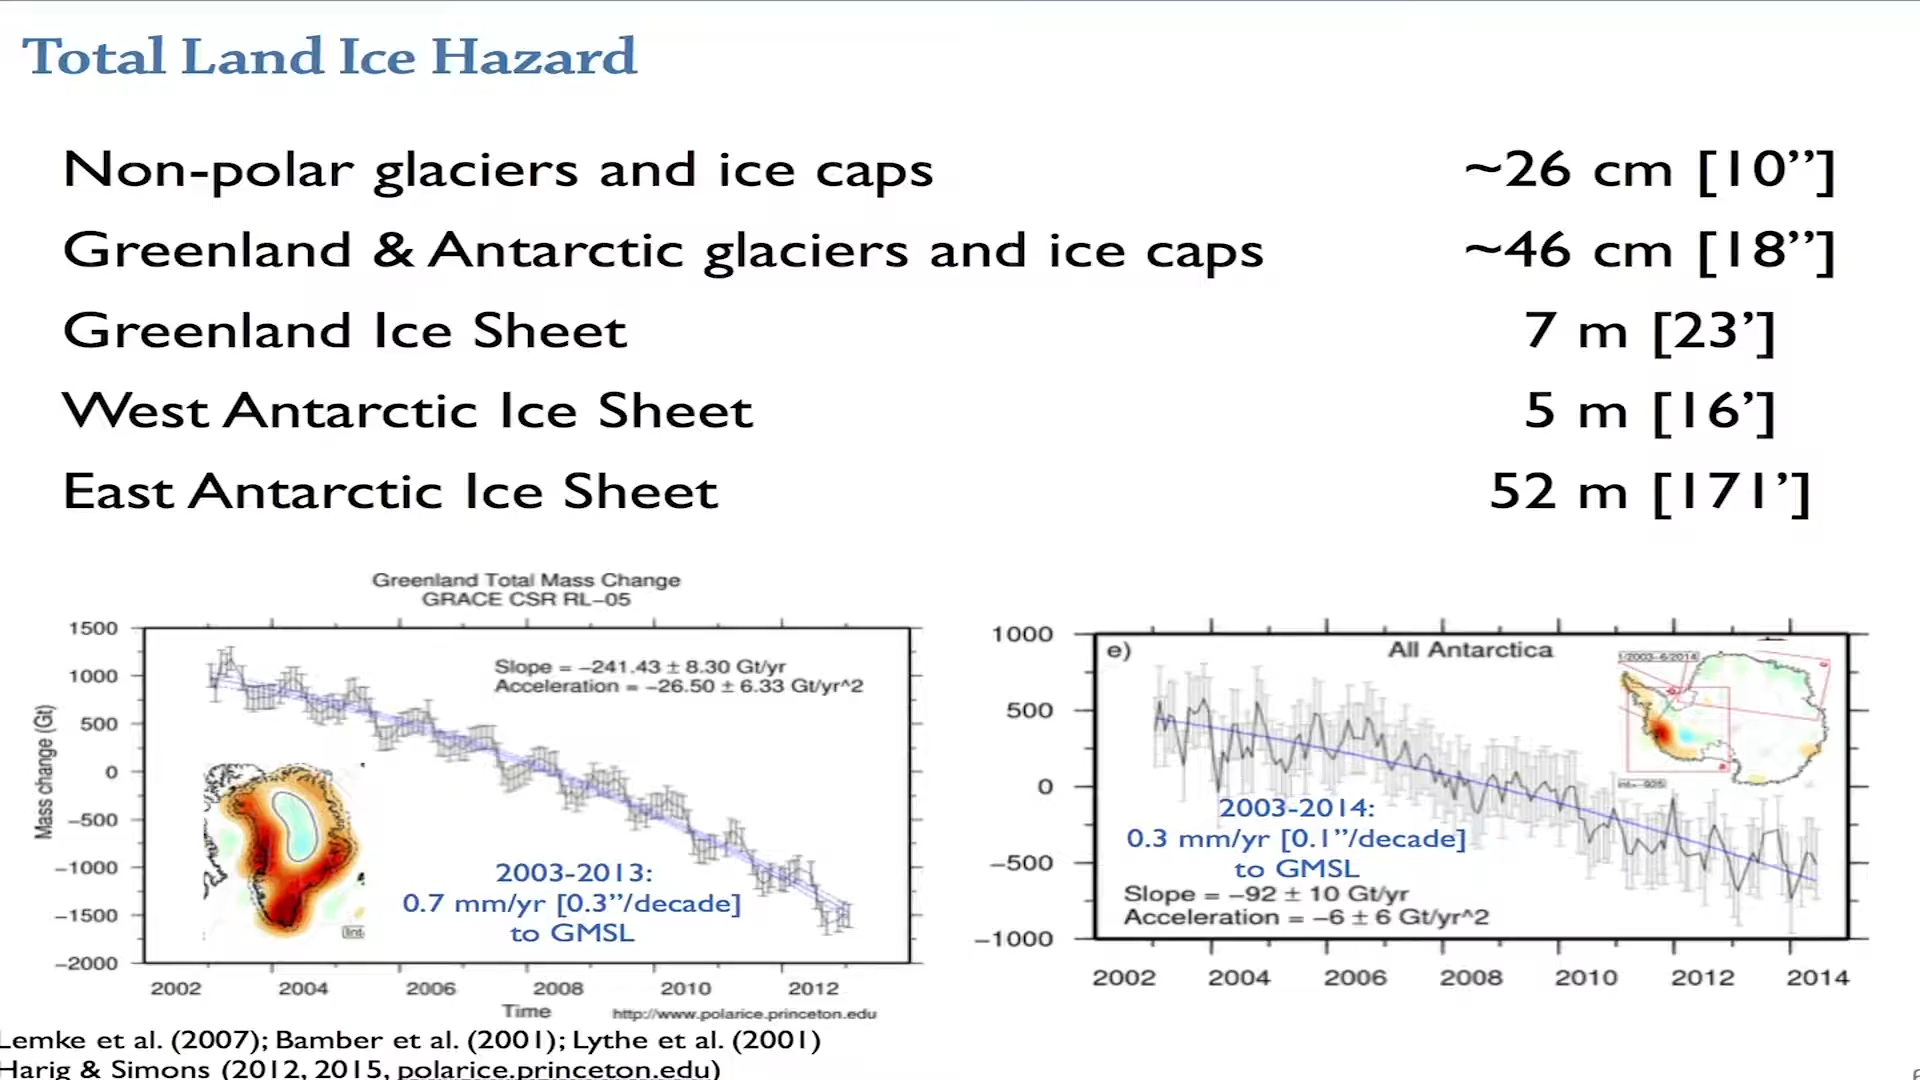 Total Land Ice Hazard
Non-polar glaciers and ice caps ~26 cm [10”]
Greenland & Antarctic glaciers and ice caps ~46 cm [18”]
Greenland Ice Sheet 7 m [23’]
West Antarctic Ice Sheet 5 m [16’]
East Antarctic Ice Sheet 52 m [171’]
Greenland Total Mass Change
GRACE CSR RL-05
Slope = -241.43 ± 8.30 Gt/yr
Acceleration = -26.50 ± 6.33 Gt/yr^2
Mass change (Gt)
1500
1000
500
0
-500
-1000
-1500
-2000
2003-2013:
0.7 mm/yr [0.3”/decade]
to GMSL
2002 2004 2006 2008 2010 2012
Time
http://www.polarice.princeton.edu
e) All Antarctica
1/2003-6/2014
1000
500
0
-500
-1000
2003-2014:
0.3 mm/yr [0.1”/decade]
to GMSL
Slope = -92 ± 10 Gt/yr
Acceleration = -6 ± 6 Gt/yr^2
2002 2004 2006 2008 2010 2012 2014
Lemke et al. (2007); Bamber et al. (2001); Lythe et al. (2001)
Harig & Simons (2012, 2015, polarice.princeton.edu)